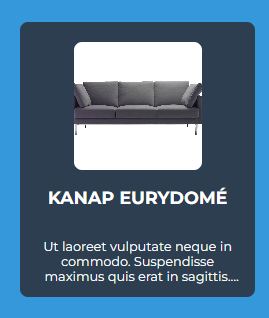 KANAP EURYDOMÉ
Ut laoreet vulputate neque in
commodo. Suspendisse
maximus quis erat in sagittis....